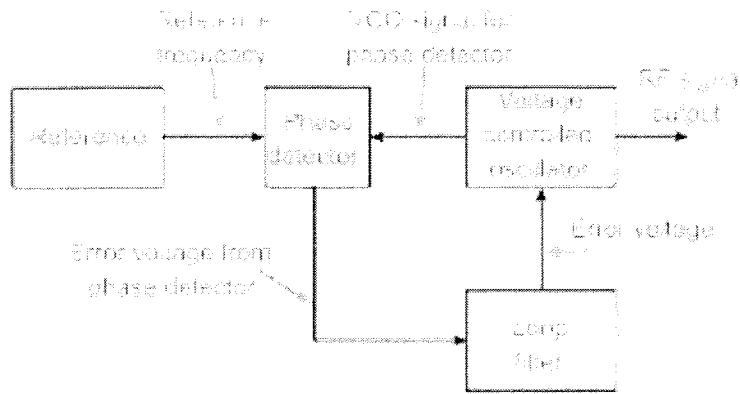 Reference
frequency
VCO signal for
phase detector
RF signal
output
Reference
Phase
detector
Voltage
controlled
oscillator
Error voltage from
phase detector
Error voltage
Loop
filter